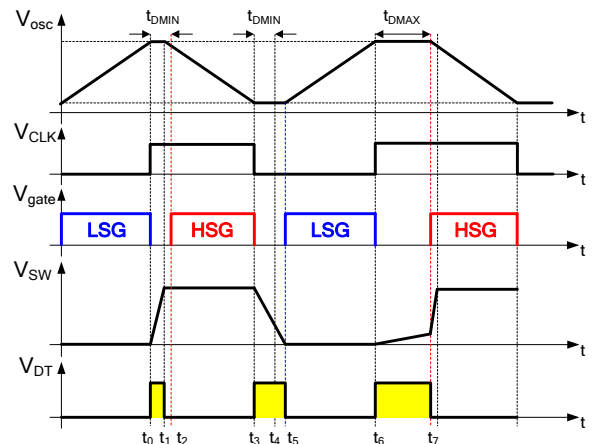 Vosc tDMIN tDMIN tDMAX
t
VCLK
t
Vgate
LSG HSG LSG HSG
t
VSW
t
VDT
t
t0 t1 t2 t3 t4 t5 t6 t7